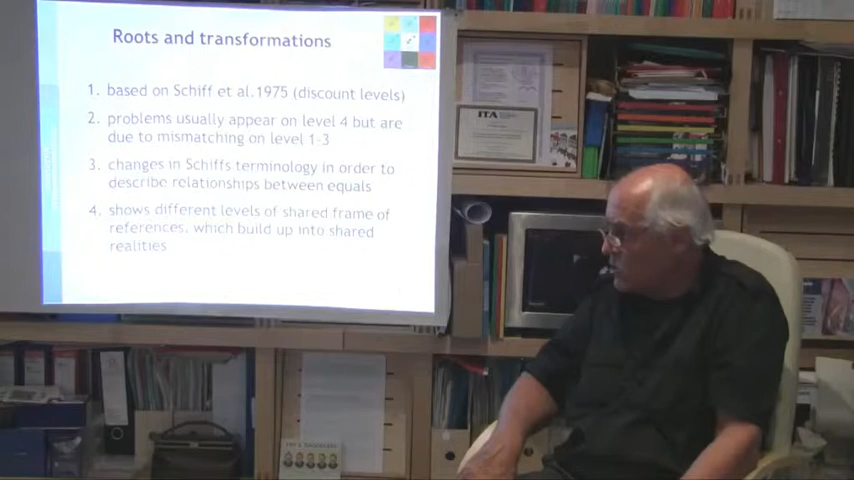 Roots and transformations
1. based on Schiff et al.1975 (discount levels)
2. problems usually appear on level 4 but are
due to mismatching on level 1-3
3. changes in Schiffs terminology in order to
describe relationships between equals
4. shows different levels of shared frame of
references, which build up into shared
realities
ITA